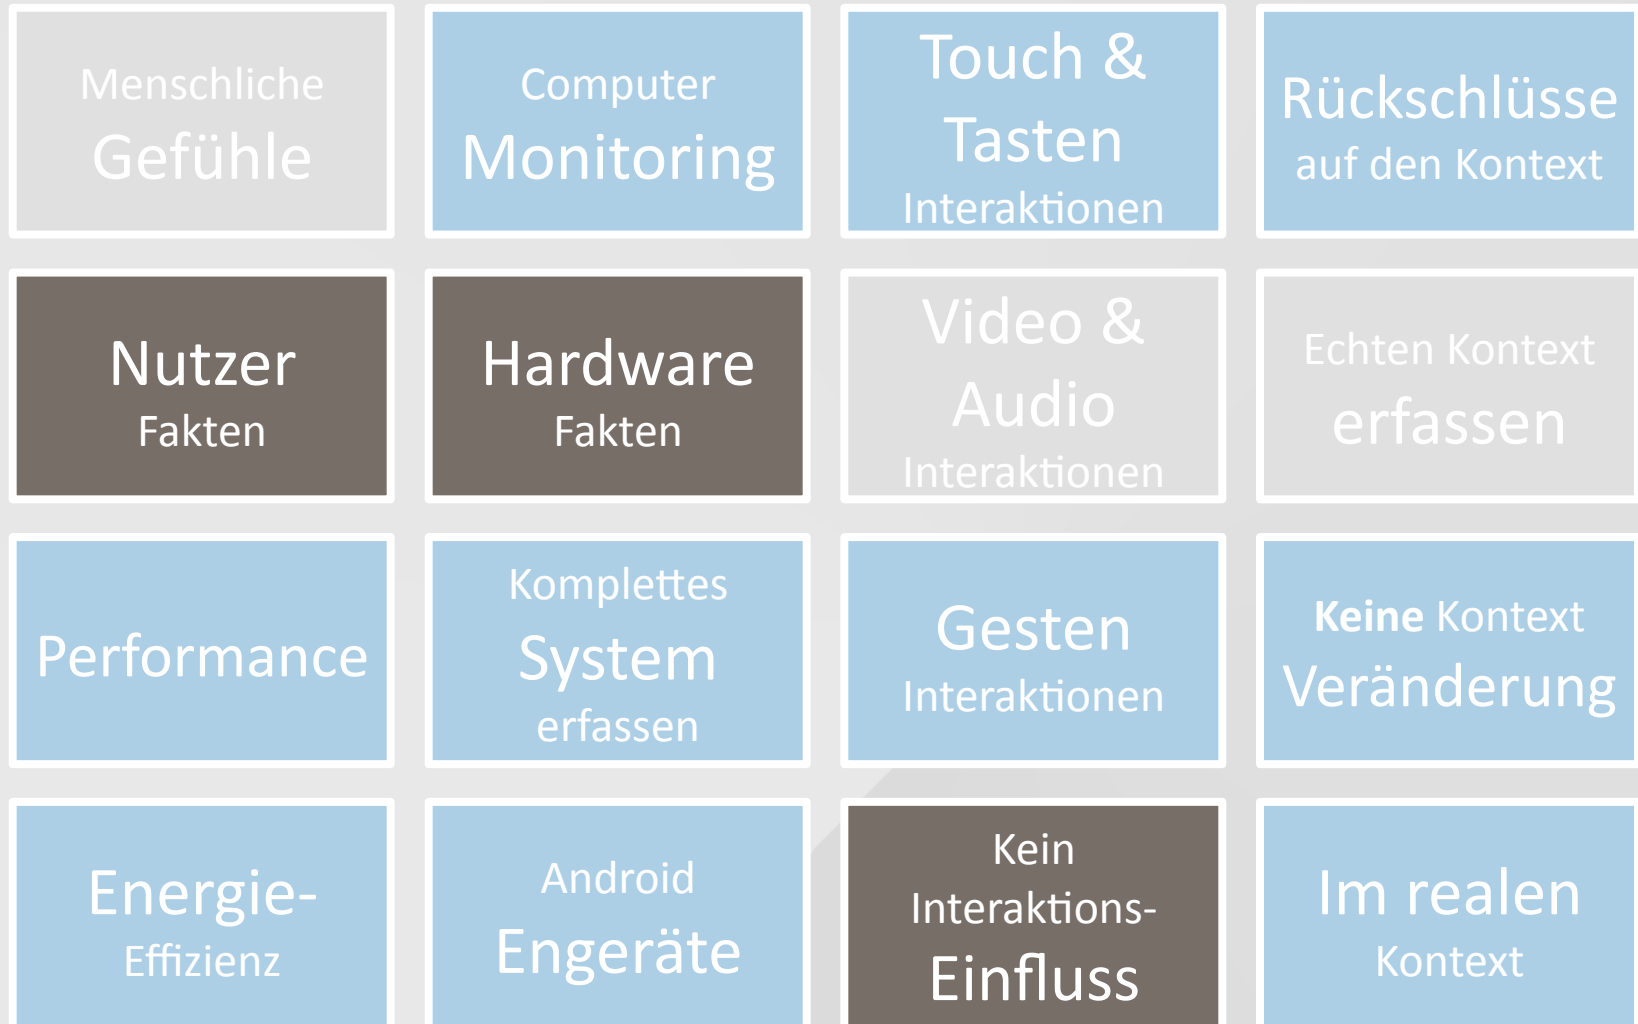 Menschliche
Gefühle
Computer
Monitoring
Touch &
Tasten
Interaktionen
Rückschlüsse
auf den Kontext
Nutzer
Fakten
Hardware
Fakten
Video &
Audio
Interaktionen
Echten Kontext
erfassen
Performance
Komplettes
System
erfassen
Gesten
Interaktionen
Keine Kontext
Veränderung
Energie-
Effizienz
Android
Engeräte
Kein
Interaktions-
Einfluss
Im realen
Kontext